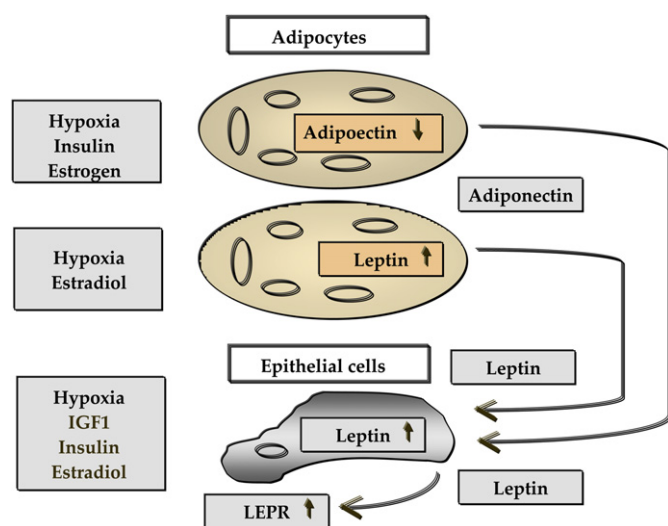 Adipocytes
Hypoxia
Insulin
Estrogen
Adipoectin
Adiponectin
Hypoxia
Estradiol
Leptin
Epithelial cells
Leptin
Hypoxia
IGF1
Insulin
Estradiol
Leptin
Leptin
LEPR